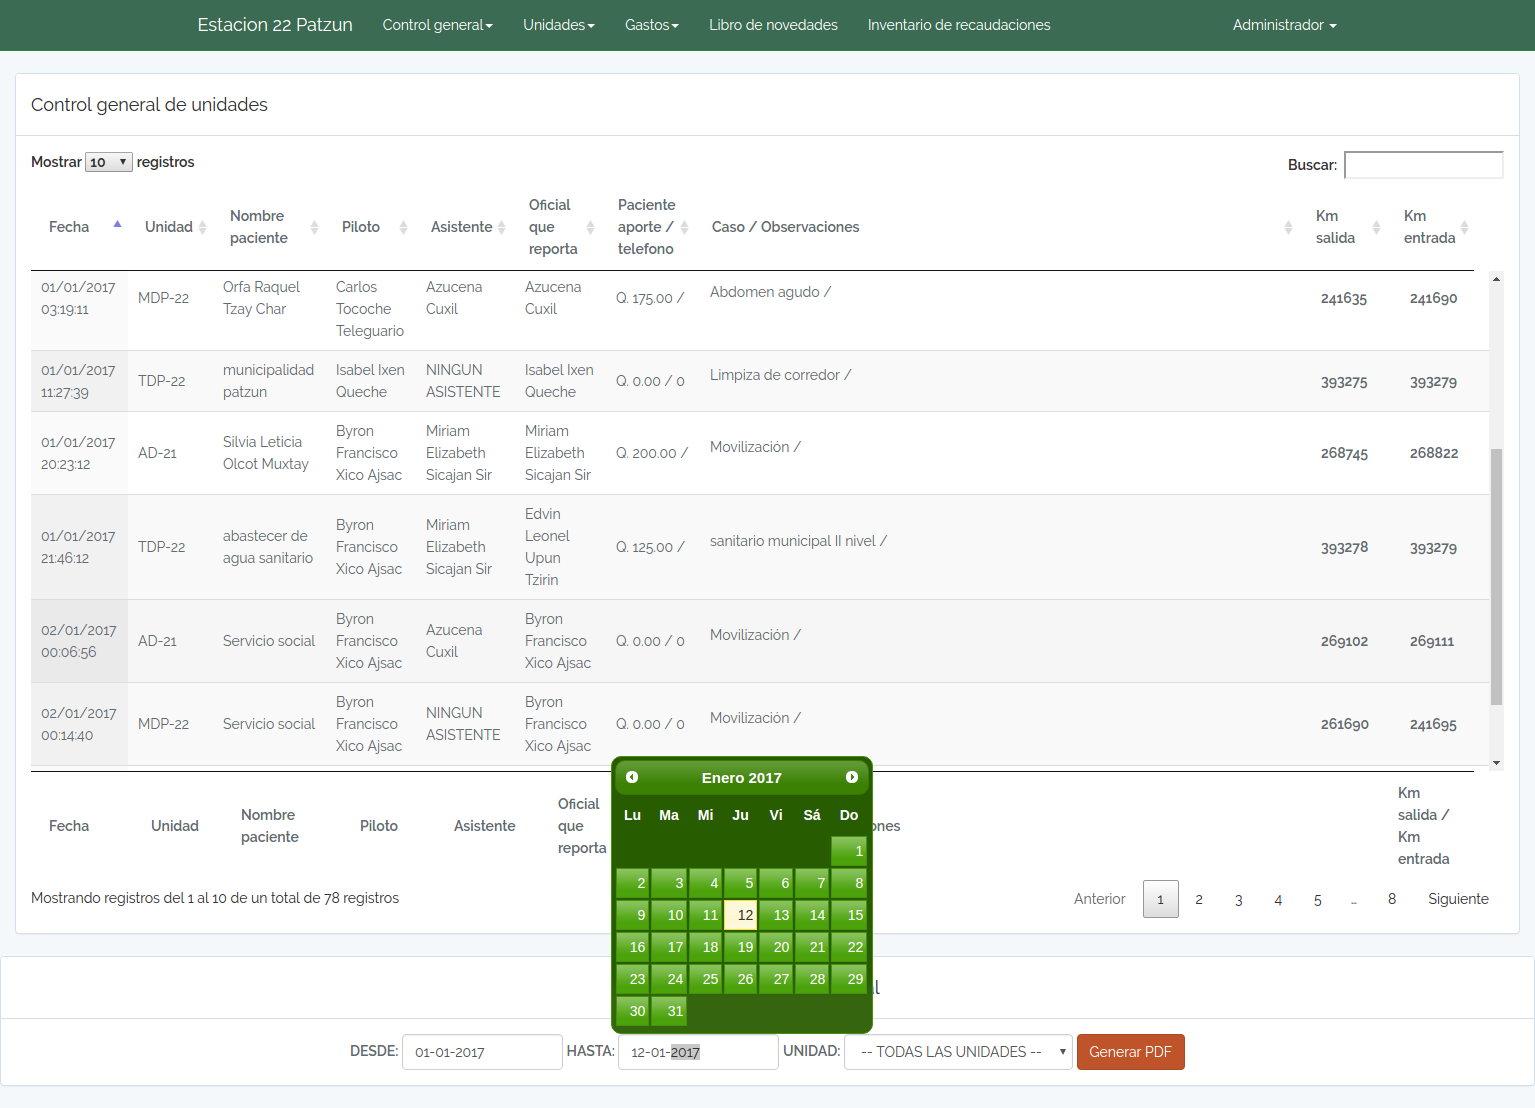 Estacion 22 Patzun Control general Unidades Gastos Libro de novedades Inventario de recaudaciones Administrador
Control general de unidades
Mostrar 10 registros Buscar:
Fecha Unidad Nombre paciente Piloto Asistente Oficial que reporta Paciente aporte / telefono Caso / Observaciones Km salida Km entrada
01/01/2017 03:19:11 MDP-22 Orfa Raquel Tzay Char Carlos Tocoche Teleguario Azucena Cuxil Azucena Cuxil Q. 175.00 / Abdomen agudo / 241635 241690
01/01/2017 11:27:39 TDP-22 municipalidad patzun Isabel Ixen Queche NINGUN ASISTENTE Isabel Ixen Queche Q. 0.00 / 0 Limpiza de corredor / 393275 393279
01/01/2017 20:23:12 AD-21 Silvia Leticia Olcot Muxtay Byron Francisco Xico Ajsac Miriam Elizabeth Sicajan Sir Miriam Elizabeth Sicajan Sir Q. 200.00 / Movilización / 268745 268822
01/01/2017 21:46:12 TDP-22 abastecer de agua sanitario Byron Francisco Xico Ajsac Miriam Elizabeth Sicajan Sir Edvin Leonel Upun Tzirin Q. 125.00 / sanitario municipal II nivel / 393278 393279
02/01/2017 00:06:56 AD-21 Servicio social Byron Francisco Xico Ajsac Azucena Cuxil Byron Francisco Xico Ajsac Q. 0.00 / 0 Movilización / 269102 269111
02/01/2017 00:14:40 MDP-22 Servicio social Byron Francisco Xico Ajsac NINGUN ASISTENTE Byron Francisco Xico Ajsac Q. 0.00 / 0 Movilización / 261690 241695
Fecha Unidad Nombre paciente Piloto Asistente Oficial que reporta ones Km salida / Km entrada
Enero 2017
Lu Ma Mi Ju Vi Sá Do
1
2 3 4 5 6 7 8
9 10 11 12 13 14 15
16 17 18 19 20 21 22
23 24 25 26 27 28 29
30 31
Mostrando registros del 1 al 10 de un total de 78 registros Anterior 1 2 3 4 5 … 8 Siguiente
l
DESDE: 01-01-2017 HASTA: 12-01-2017 UNIDAD: -- TODAS LAS UNIDADES -- Generar PDF